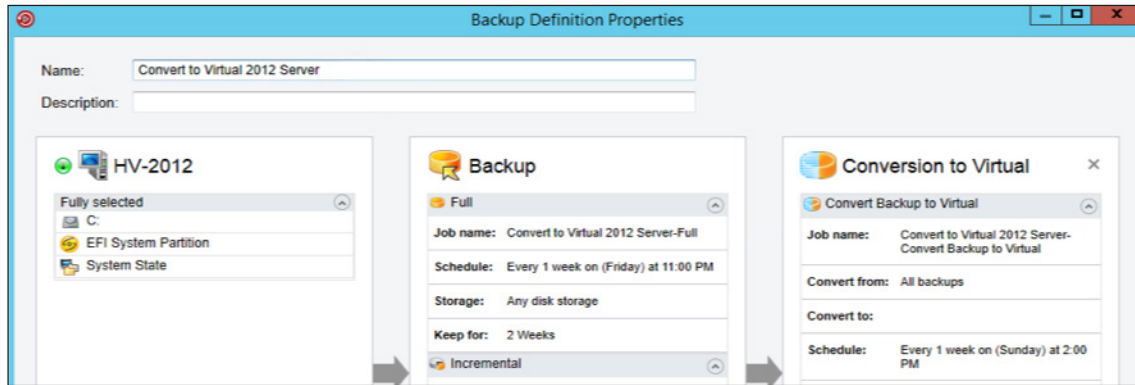 Backup Definition Properties
Name: Convert to Virtual 2012 Server
Description:
HV-2012
Fully selected
C:
EFI System Partition
System State
Backup
Full
Job name: Convert to Virtual 2012 Server-Full
Schedule: Every 1 week on (Friday) at 11:00 PM
Storage: Any disk storage
Keep for: 2 Weeks
Incremental
Conversion to Virtual
Convert Backup to Virtual
Job name: Convert to Virtual 2012 Server-
Convert Backup to Virtual
Convert from: All backups
Convert to:
Schedule: Every 1 week on (Sunday) at 2:00
PM